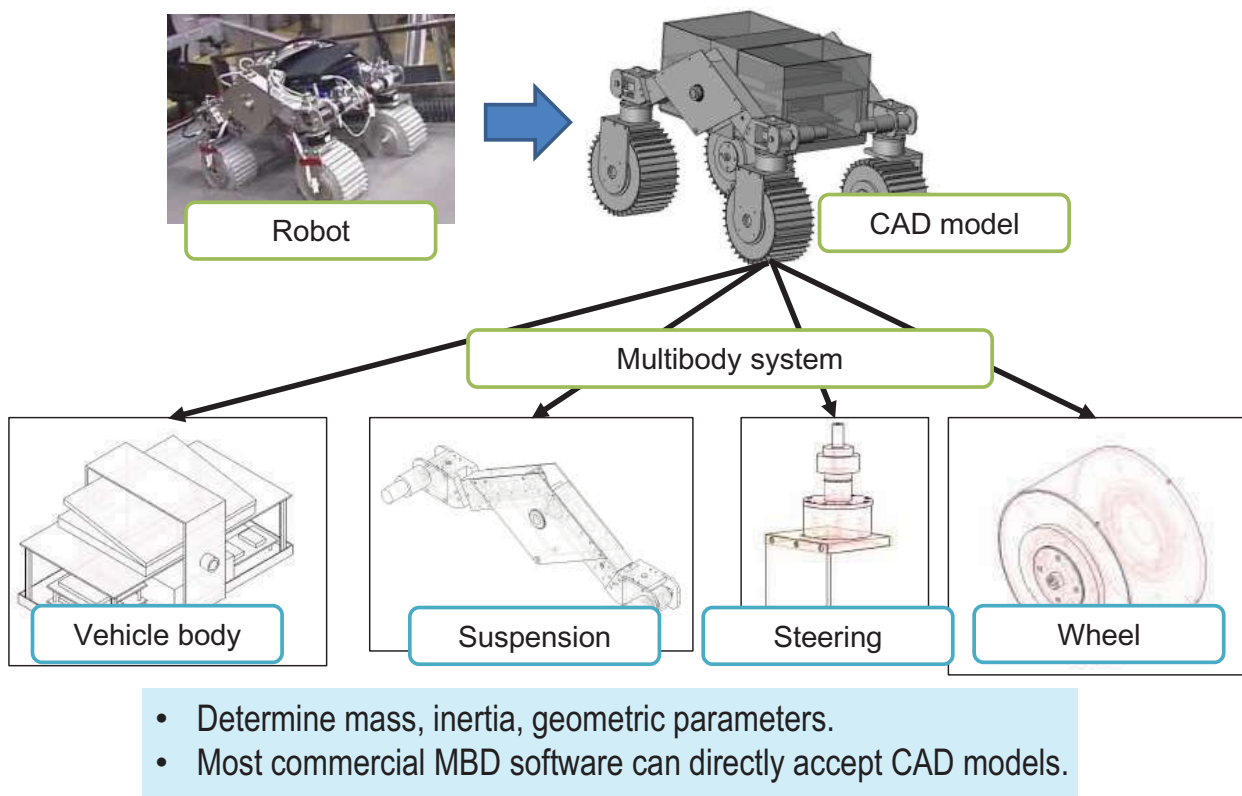 Robot
CAD model
Multibody system
Vehicle body
Suspension
Steering
Wheel
• Determine mass, inertia, geometric parameters.
• Most commercial MBD software can directly accept CAD models.